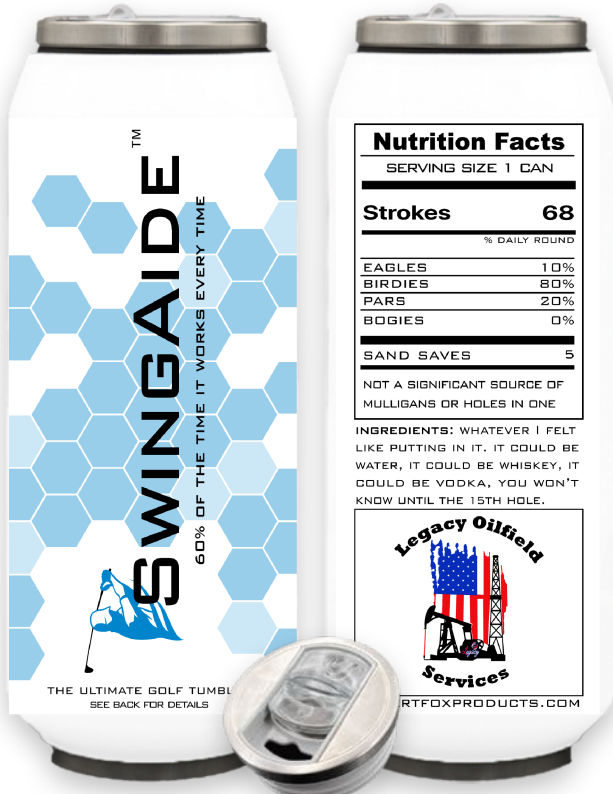 SWINGAIDE™
60% OF THE TIME IT WORKS EVERY TIME
THE ULTIMATE GOLF TUMBL
SEE BACK FOR DETAILS
Nutrition Facts
SERVING SIZE 1 CAN
Strokes 68
% DAILY ROUND
EAGLES 10%
BIRDIES 80%
PARS 20%
BOGIES 0%
SAND SAVES 5
NOT A SIGNIFICANT SOURCE OF
MULLIGANS OR HOLES IN ONE
INGREDIENTS: WHATEVER I FELT
LIKE PUTTING IN IT. IT COULD BE
WATER, IT COULD BE WHISKEY, IT
COULD BE VODKA, YOU WON'T
KNOW UNTIL THE 15TH HOLE.
Legacy Oilfield
Services
RTFOXPRODUCTS.COM